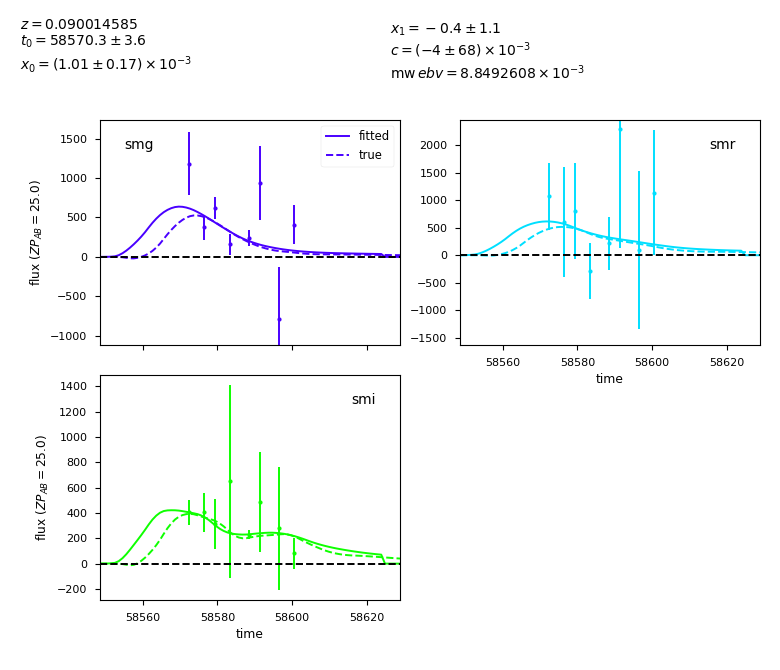 z = 0.090014585
t₀ = 58570.3 ± 3.6
x₀ = (1.01 ± 0.17) × 10⁻³
x₁ = −0.4 ± 1.1
c = (−4 ± 68) × 10⁻³
mw ebv = 8.8492608 × 10⁻³
smg
fitted
true
1500
1000
500
0
−500
−1000
flux (ZP_AB = 25.0)
smr
2000
1500
1000
500
0
−500
−1000
−1500
58560 58580 58600 58620
time
smi
1400
1200
1000
800
600
400
200
0
−200
flux (ZP_AB = 25.0)
58560 58580 58600 58620
time